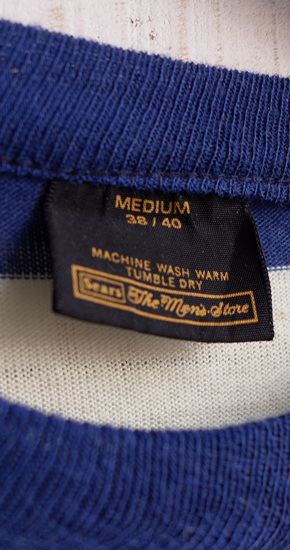 MEDIUM
38 / 40
MACHINE WASH WARM
TUMBLE DRY
Sears The Men's Store